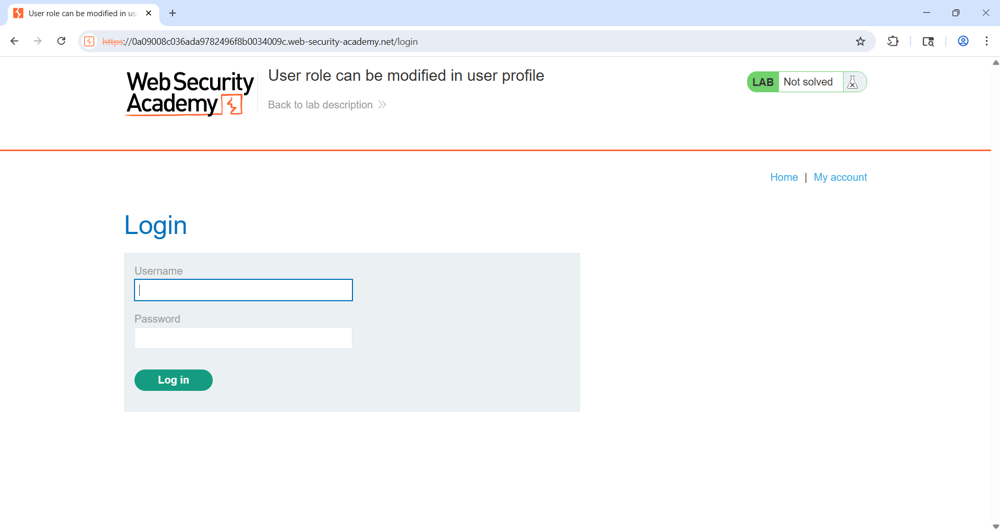 User role can be modified in us
https://0a09008c036ada9782496f8b0034009c.web-security-academy.net/login
Web Security
Academy
User role can be modified in user profile
Back to lab description >>
LAB Not solved
Home | My account
Login
Username
Password
Log in